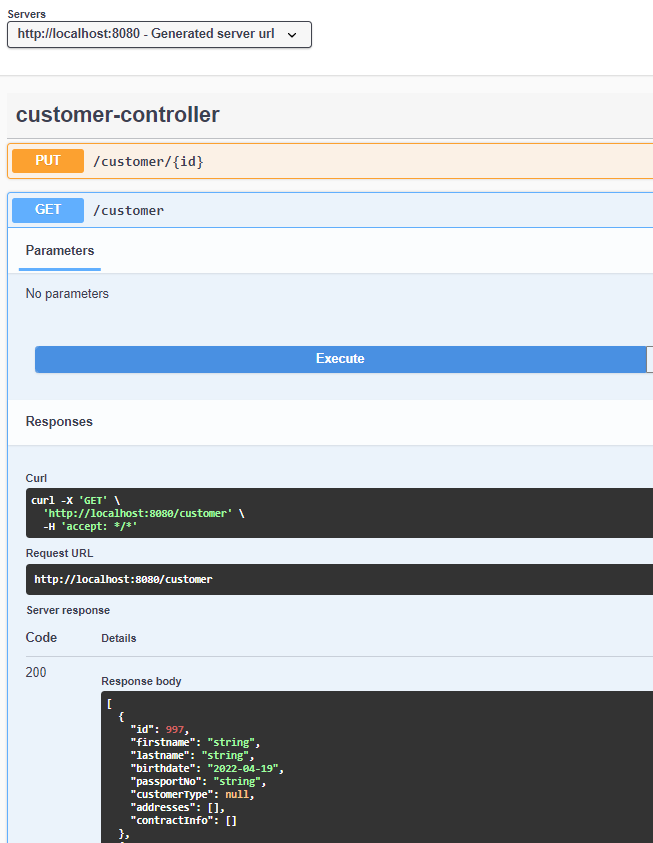 Servers
http://localhost:8080 - Generated server url
customer-controller
PUT /customer/{id}
GET /customer
Parameters
No parameters
Execute
Responses
Curl
curl -X 'GET' \
  'http://localhost:8080/customer' \
  -H 'accept: */*'
Request URL
http://localhost:8080/customer
Server response
Code Details
200
Response body
[
  {
    "id": 997,
    "firstname": "string",
    "lastname": "string",
    "birthdate": "2022-04-19",
    "passportNo": "string",
    "customerType": null,
    "addresses": [],
    "contractInfo": []
  },